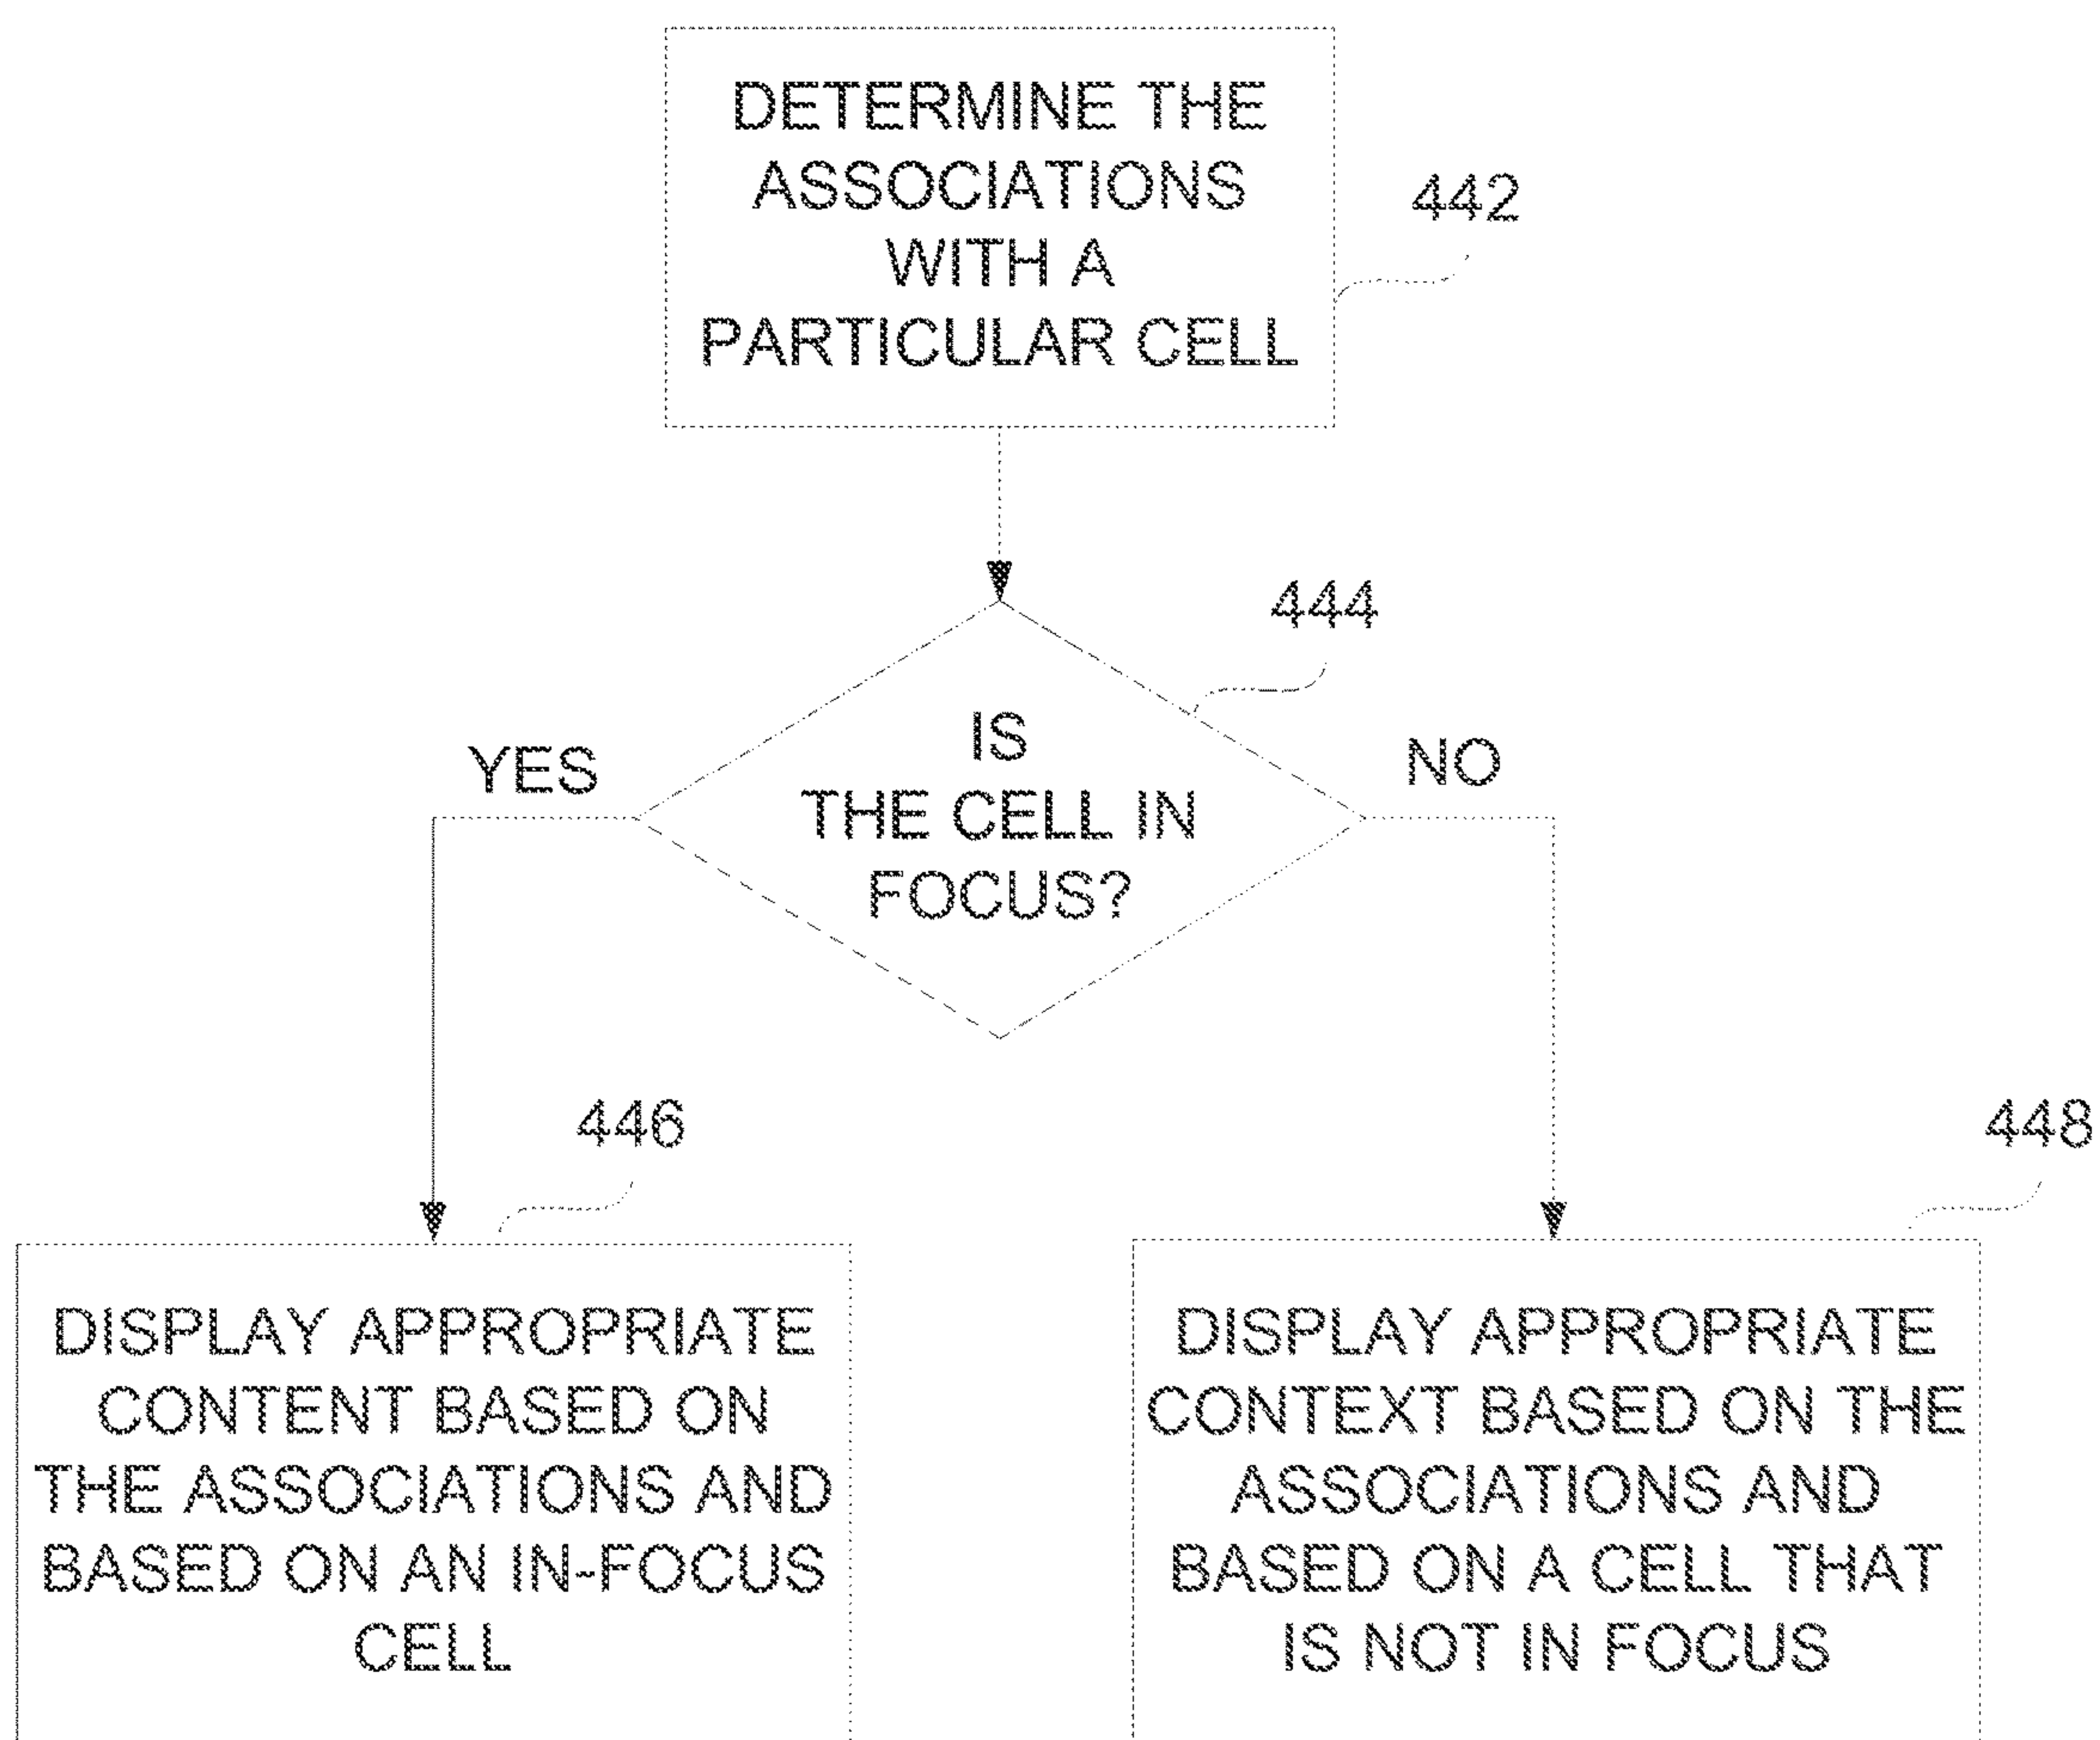 DETERMINE THE
ASSOCIATIONS
WITH A
PARTICULAR CELL
442
444
IS
THE CELL IN
FOCUS?
YES
NO
446
DISPLAY APPROPRIATE
CONTENT BASED ON
THE ASSOCIATIONS AND
BASED ON AN IN-FOCUS
CELL
448
DISPLAY APPROPRIATE
CONTEXT BASED ON THE
ASSOCIATIONS AND
BASED ON A CELL THAT
IS NOT IN FOCUS